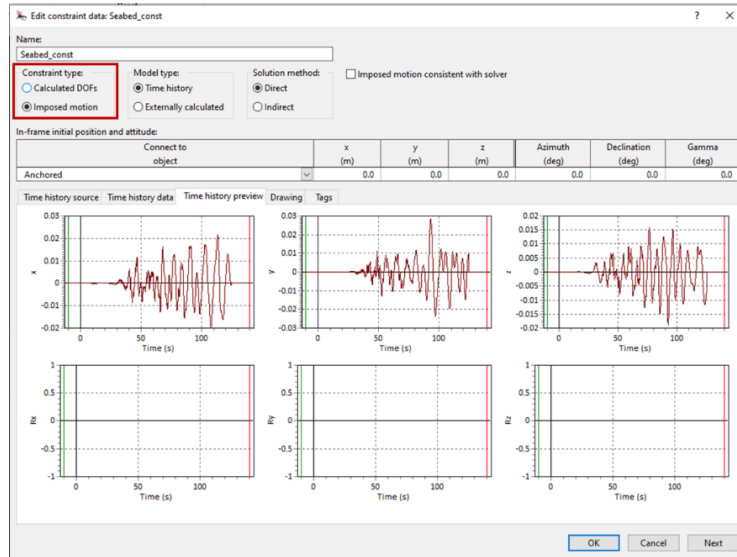 Edit constraint data: Seabed_const ? ×
Name:
Seabed_const
Constraint type: Model type: Solution method: Imposed motion consistent with solver
Calculated DOFs Time history Direct
Imposed motion Externally calculated Indirect
In-frame initial position and attitude:
Connect to x y z Azimuth Declination Gamma
object (m) (m) (m) (deg) (deg) (deg)
Anchored 0.0 0.0 0.0 0.0 0.0 0.0
Time history source Time history data Time history preview Drawing Tags
x
0.03
0.02
0.01
0
-0.01
-0.02
0 50 100
Time (s)
y
0.03
0.02
0.01
0
-0.01
-0.02
-0.03
0 50 100
Time (s)
z
0.02
0.015
0.01
0.005
0
-0.005
-0.01
-0.015
-0.02
0 50 100
Time (s)
Rx
1
0.5
0
-0.5
-1
0 50 100
Time (s)
Ry
1
0.5
0
-0.5
-1
0 50 100
Time (s)
Rz
1
0.5
0
-0.5
-1
0 50 100
Time (s)
OK Cancel Next